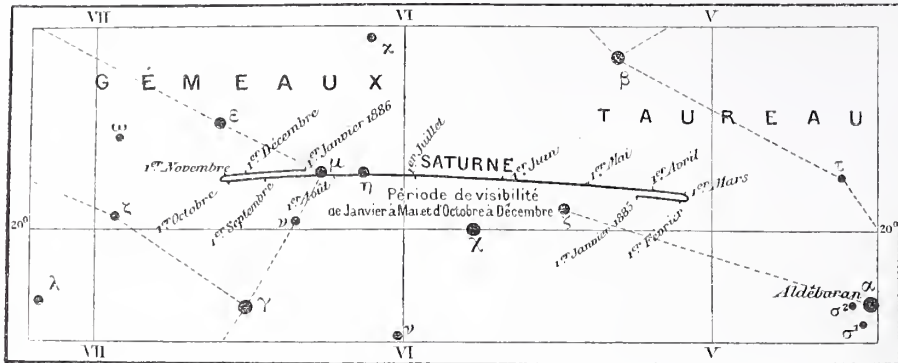 VII VI V
χ
β
GÉMEAUX
TAUREAU
ε
ω
1er Décembre
1er Janvier 1886
1er Juillet
1er Novembre
μ
η
SATURNE
1er Juin
1er Mai
1er Avril
τ
1er Mars
1er Octobre
1er Septembre
1er Août
Période de visibilité
de Janvier à Mai et d'Octobre à Décembre
ζ
ν
ζ
1er Janvier 1885
1er Février
20°
20°
χ
λ
γ
ν
Aldébaran
α
σ²
σ¹
VII VI V